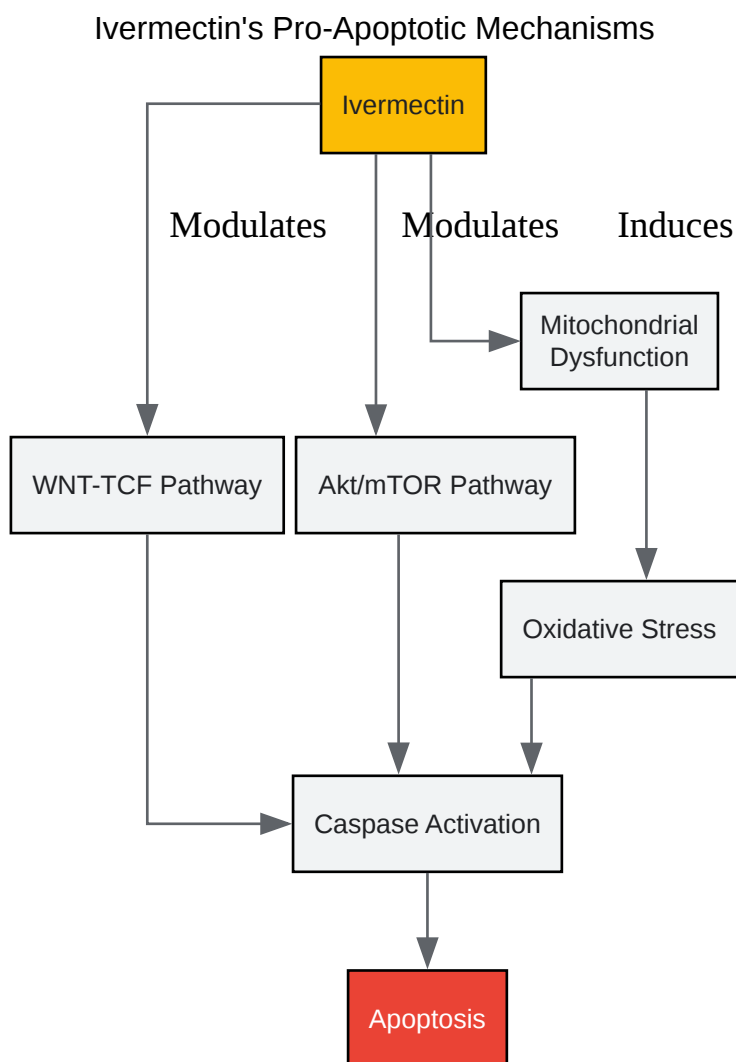 Ivermectin's Pro-Apoptotic Mechanisms
Ivermectin
Modulates
Modulates
Induces
Mitochondrial
Dysfunction
WNT-TCF Pathway
Akt/mTOR Pathway
Oxidative Stress
Caspase Activation
Apoptosis